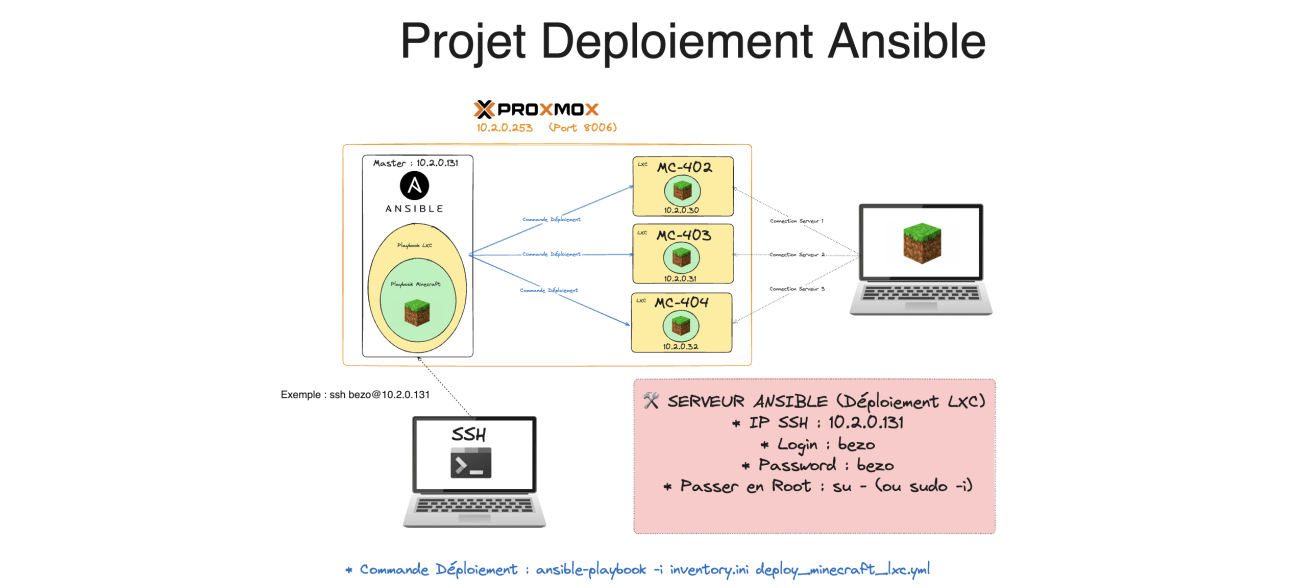 Projet Deploiement Ansible
PROXMOX
10.2.0.253 (Port 8006)
Master : 10.2.0.131
ANSIBLE
Playbook LXC
Playbook Minecraft
Commande Déploiement
Commande Déploiement
Commande Déploiement
LXC
MC-402
10.2.0.30
LXC
MC-403
10.2.0.31
LXC
MC-404
10.2.0.32
Connection Serveur 1
Connection Serveur 2
Connection Serveur 3
Exemple : ssh bezo@10.2.0.131
SSH
🛠 SERVEUR ANSIBLE (Déploiement LXC)
* IP SSH : 10.2.0.131
* Login : bezo
* Password : bezo
* Passer en Root : su - (ou sudo -i)
* Commande Déploiement : ansible-playbook -i inventory.ini deploy_minecraft_lxc.yml